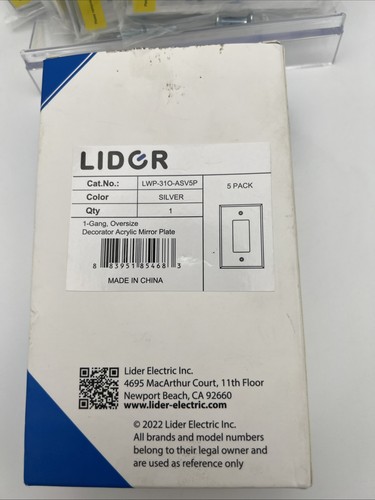 LIDER
Cat.No.: LWP-31O-ASV5P
Color SILVER
Qty 1
5 PACK
1-Gang, Oversize
Decorator Acrylic Mirror Plate
8 83951 85468 3
MADE IN CHINA
Lider Electric Inc.
4695 MacArthur Court, 11th Floor
Newport Beach, CA 92660
www.lider-electric.com
© 2022 Lider Electric Inc.
All brands and model numbers
belong to their legal owner and
are used as reference only